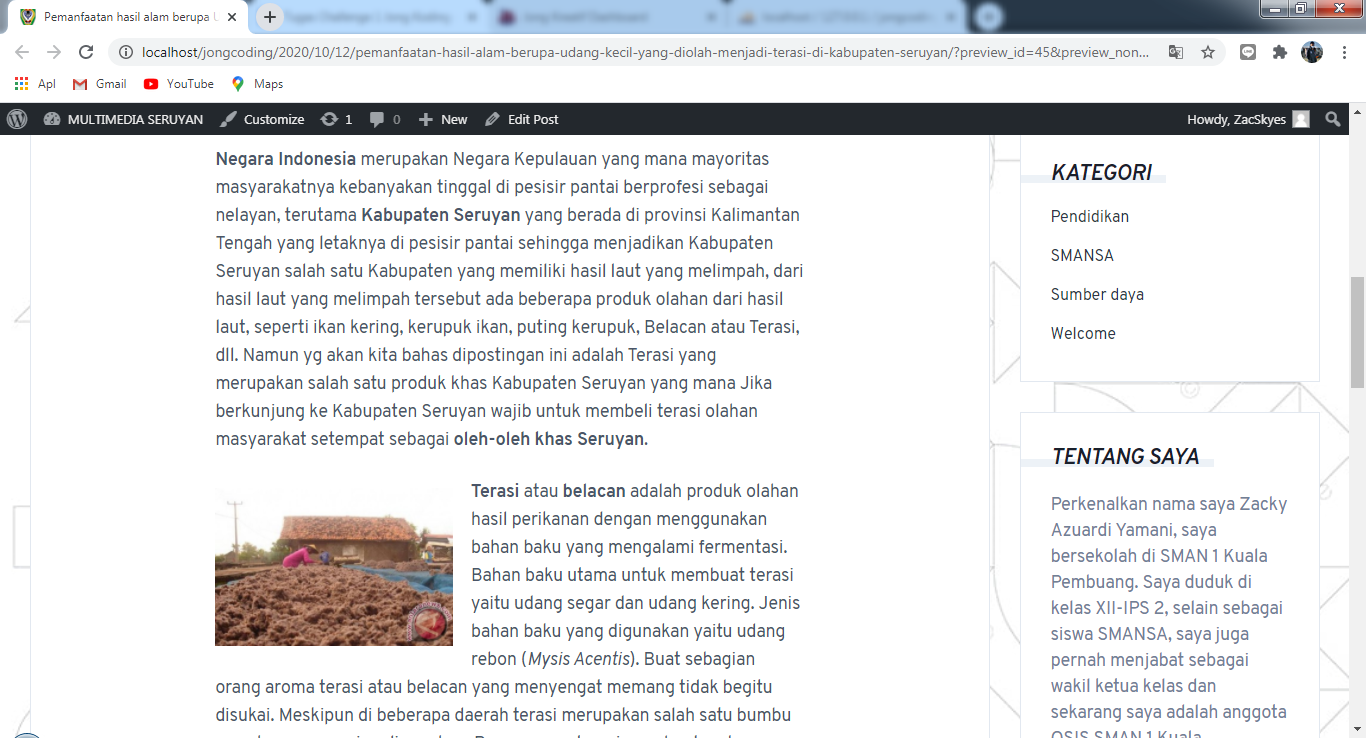 Pemanfaatan hasil alam berupa U
localhost/jongcoding/2020/10/12/pemanfaatan-hasil-alam-berupa-udang-kecil-yang-diolah-menjadi-terasi-di-kabupaten-seruyan/?preview_id=45&preview_non...
Apl Gmail YouTube Maps
MULTIMEDIA SERUYAN Customize 1 0 New Edit Post Howdy, ZacSkyes
Negara Indonesia merupakan Negara Kepulauan yang mana mayoritas
masyarakatnya kebanyakan tinggal di pesisir pantai berprofesi sebagai
nelayan, terutama Kabupaten Seruyan yang berada di provinsi Kalimantan
Tengah yang letaknya di pesisir pantai sehingga menjadikan Kabupaten
Seruyan salah satu Kabupaten yang memiliki hasil laut yang melimpah, dari
hasil laut yang melimpah tersebut ada beberapa produk olahan dari hasil
laut, seperti ikan kering, kerupuk ikan, puting kerupuk, Belacan atau Terasi,
dll. Namun yg akan kita bahas dipostingan ini adalah Terasi yang
merupakan salah satu produk khas Kabupaten Seruyan yang mana Jika
berkunjung ke Kabupaten Seruyan wajib untuk membeli terasi olahan
masyarakat setempat sebagai oleh-oleh khas Seruyan.
Terasi atau belacan adalah produk olahan
hasil perikanan dengan menggunakan
bahan baku yang mengalami fermentasi.
Bahan baku utama untuk membuat terasi
yaitu udang segar dan udang kering. Jenis
bahan baku yang digunakan yaitu udang
rebon (Mysis Acentis). Buat sebagian
orang aroma terasi atau belacan yang menyengat memang tidak begitu
disukai. Meskipun di beberapa daerah terasi merupakan salah satu bumbu
KATEGORI
Pendidikan
SMANSA
Sumber daya
Welcome
TENTANG SAYA
Perkenalkan nama saya Zacky
Azuardi Yamani, saya
bersekolah di SMAN 1 Kuala
Pembuang. Saya duduk di
kelas XII-IPS 2, selain sebagai
siswa SMANSA, saya juga
pernah menjabat sebagai
wakil ketua kelas dan
sekarang saya adalah anggota
OSIS SMAN 1 Kuala